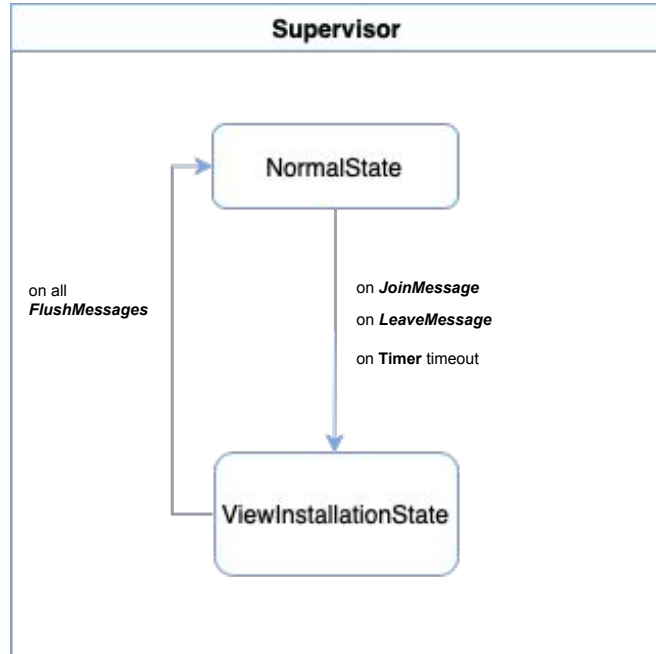 Supervisor
NormalState
on all
FlushMessages
on JoinMessage
on LeaveMessage
on Timer timeout
ViewInstallationState